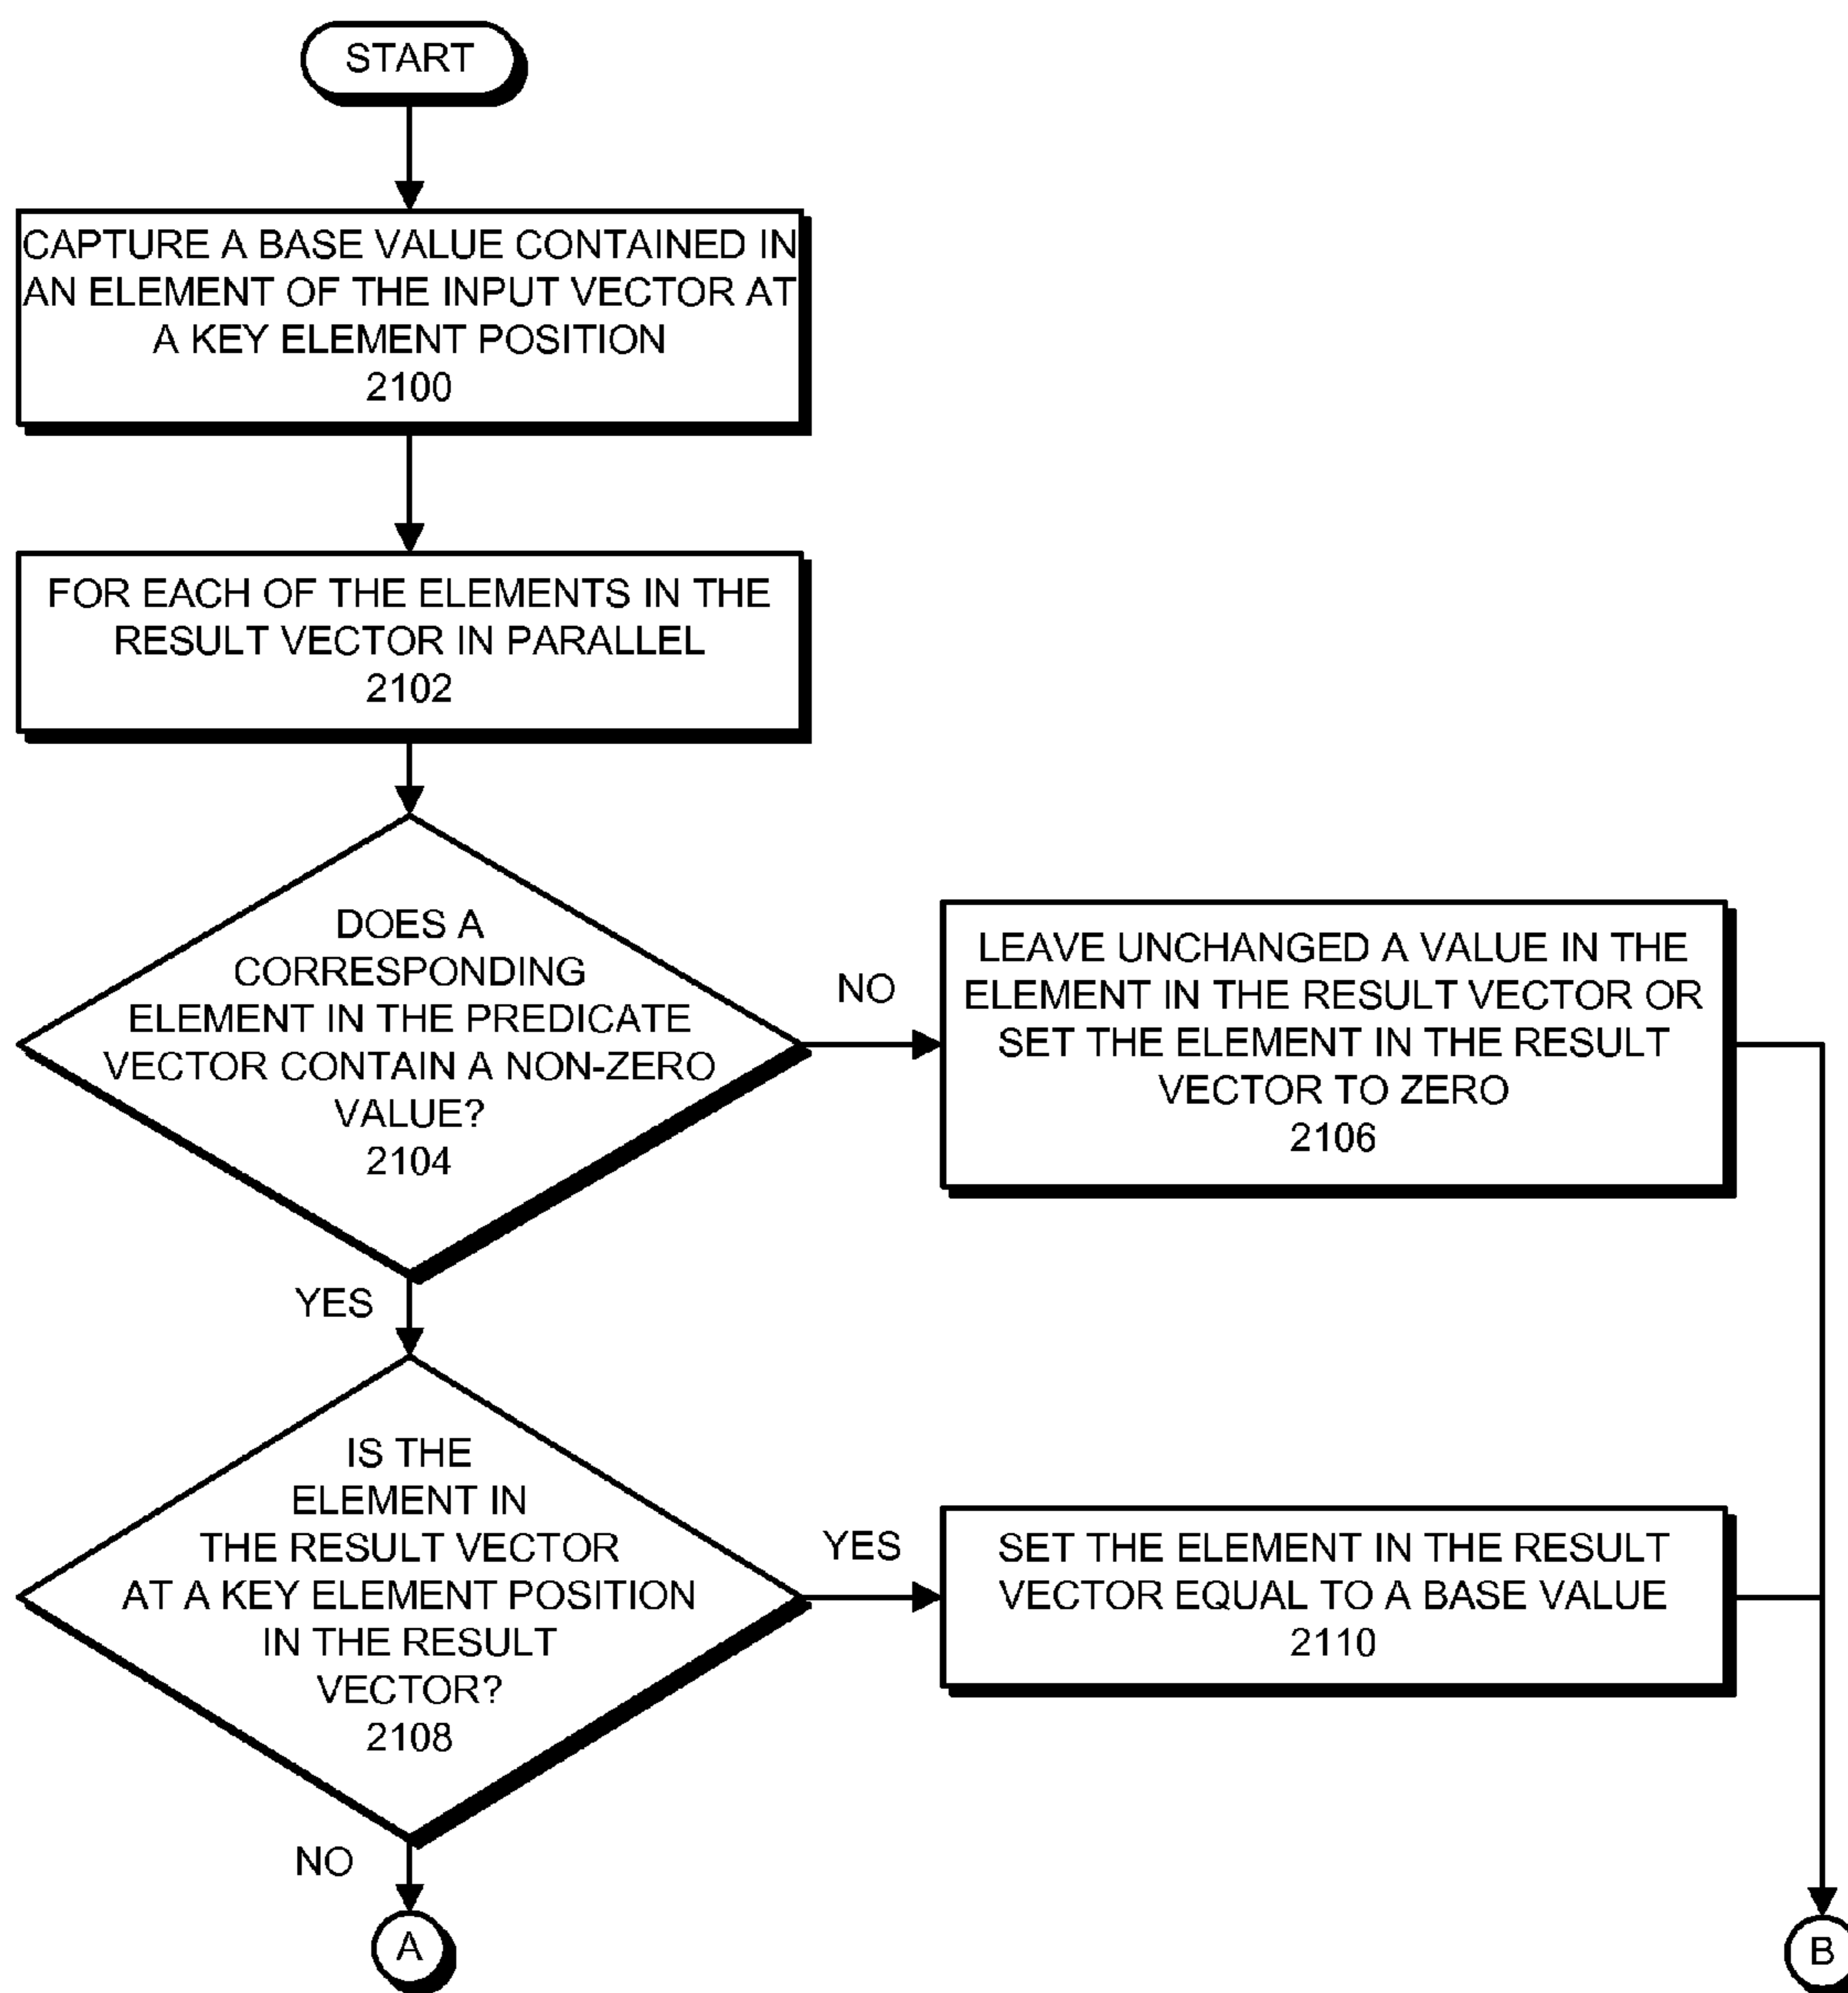 START
CAPTURE A BASE VALUE CONTAINED IN
AN ELEMENT OF THE INPUT VECTOR AT
A KEY ELEMENT POSITION
2100
FOR EACH OF THE ELEMENTS IN THE
RESULT VECTOR IN PARALLEL
2102
DOES A
CORRESPONDING
ELEMENT IN THE PREDICATE
VECTOR CONTAIN A NON-ZERO
VALUE?
2104
NO
LEAVE UNCHANGED A VALUE IN THE
ELEMENT IN THE RESULT VECTOR OR
SET THE ELEMENT IN THE RESULT
VECTOR TO ZERO
2106
YES
IS THE
ELEMENT IN
THE RESULT VECTOR
AT A KEY ELEMENT POSITION
IN THE RESULT
VECTOR?
2108
YES
SET THE ELEMENT IN THE RESULT
VECTOR EQUAL TO A BASE VALUE
2110
NO
A
B